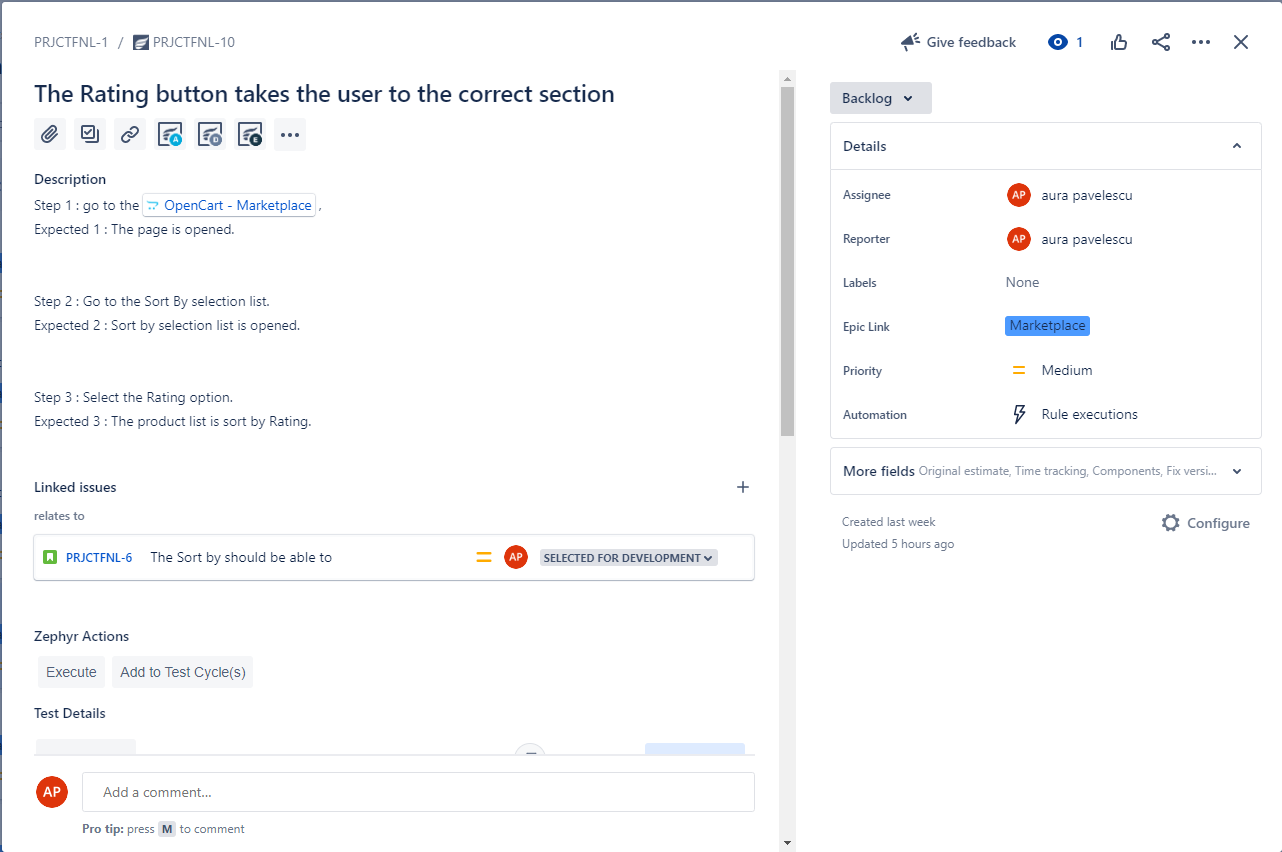 PRJCTFNL-1 / PRJCTFNL-10
Give feedback 1
The Rating button takes the user to the correct section
A D E
Description
Step 1 : go to the OpenCart - Marketplace ,
Expected 1 : The page is opened.
Step 2 : Go to the Sort By selection list.
Expected 2 : Sort by selection list is opened.
Step 3 : Select the Rating option.
Expected 3 : The product list is sort by Rating.
Linked issues
relates to
PRJCTFNL-6 The Sort by should be able to AP SELECTED FOR DEVELOPMENT
Zephyr Actions
Execute Add to Test Cycle(s)
Test Details
AP Add a comment...
Pro tip: press M to comment
Backlog
Details
Assignee AP aura pavelescu
Reporter AP aura pavelescu
Labels None
Epic Link Marketplace
Priority Medium
Automation Rule executions
More fields Original estimate, Time tracking, Components, Fix versi...
Created last week
Configure
Updated 5 hours ago